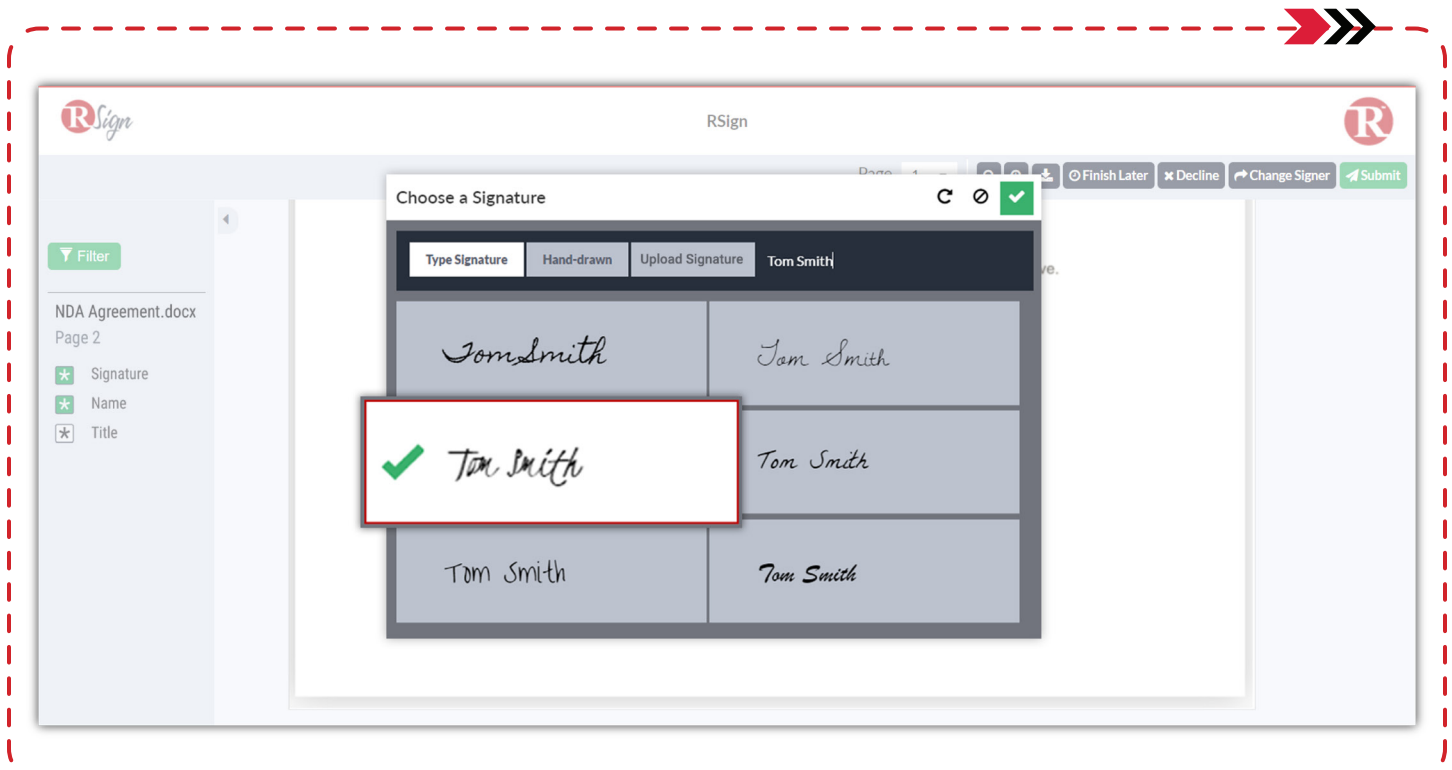 RSign
RSign
R
Page 1
Finish Later
Decline
Change Signer
Submit
Choose a Signature
Type Signature
Hand-drawn
Upload Signature
Tom Smith
ve.
Filter
NDA Agreement.docx
Page 2
Signature
Name
Title
Tom Smith
Tom Smith
Tom Smith
Tom Smith
Tom Smith
Tom Smith